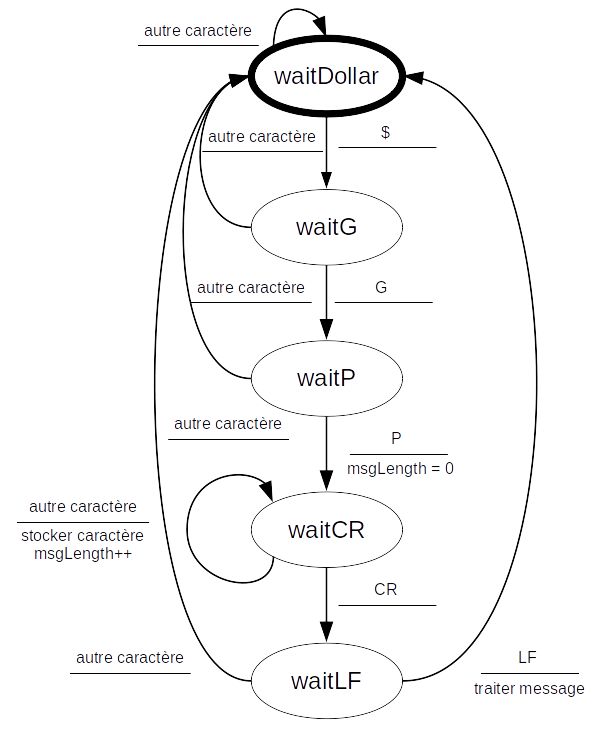 autre caractère
waitDollar
autre caractère
$
waitG
autre caractère
G
waitP
autre caractère
P
msgLength = 0
autre caractère
stocker caractère
msgLength++
waitCR
CR
autre caractère
waitLF
LF
traiter message